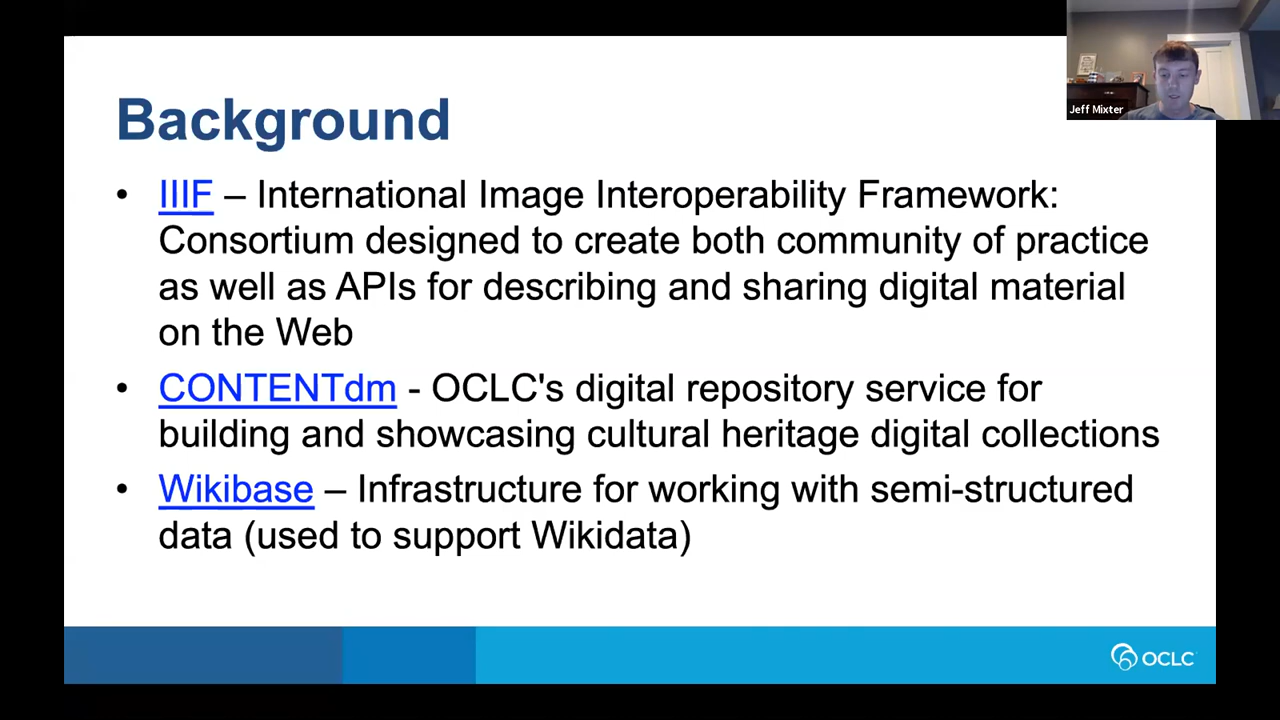 Jeff Mixter
Background
• IIIF – International Image Interoperability Framework:
Consortium designed to create both community of practice
as well as APIs for describing and sharing digital material
on the Web
• CONTENTdm - OCLC's digital repository service for
building and showcasing cultural heritage digital collections
• Wikibase – Infrastructure for working with semi-structured
data (used to support Wikidata)
OCLC